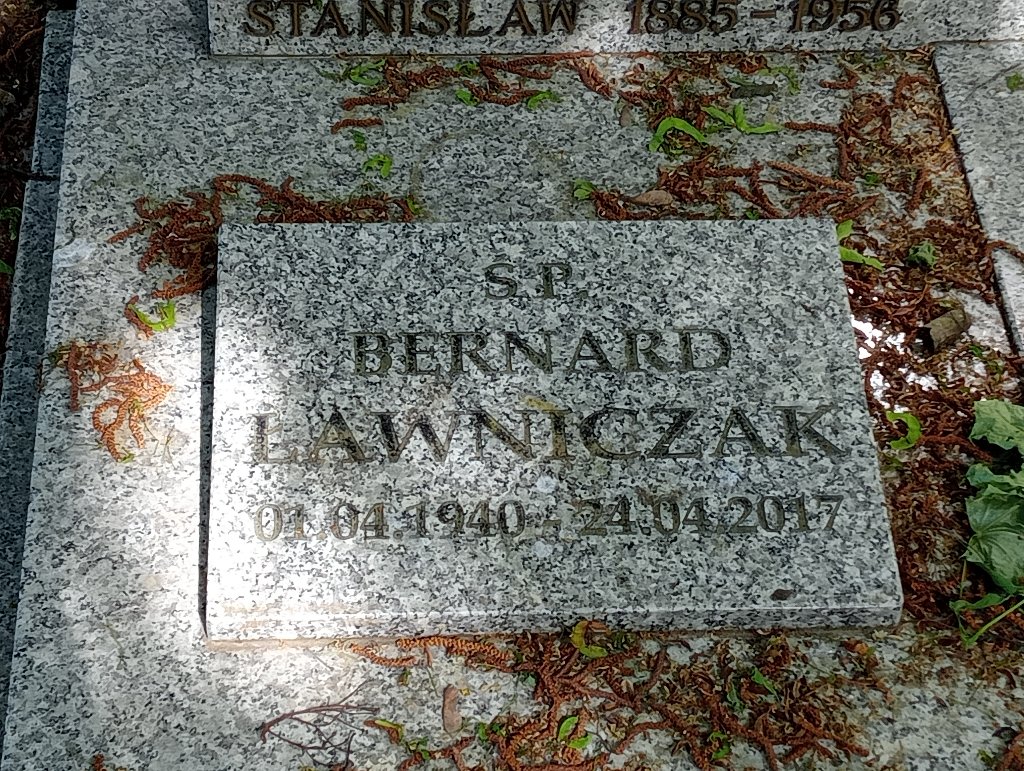 STANISŁAW 1885-1956
Ś.P.
BERNARD
ŁAWNICZAK
01.04.1940 - 24.04.2017